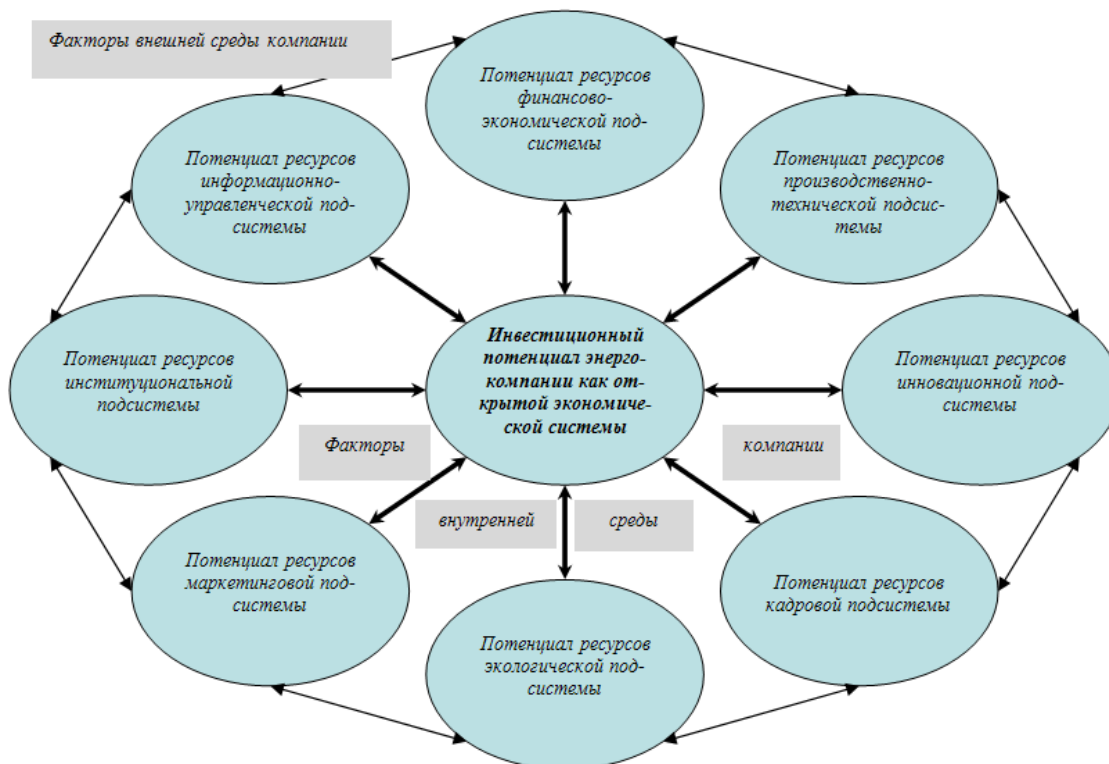 Факторы внешней среды компании
Потенциал ресурсов
финансово-
экономической под-
системы
Потенциал ресурсов
информационно-
управленческой под-
системы
Потенциал ресурсов
производственно-
технической подсис-
темы
Потенциал ресурсов
институциональной
подсистемы
Инвестиционный
потенциал энерго-
компании как от-
крытой экономиче-
ской системы
Потенциал ресурсов
инновационной под-
системы
Факторы
компании
внутренней
среды
Потенциал ресурсов
маркетинговой под-
системы
Потенциал ресурсов
экологической под-
системы
Потенциал ресурсов
кадровой подсистемы